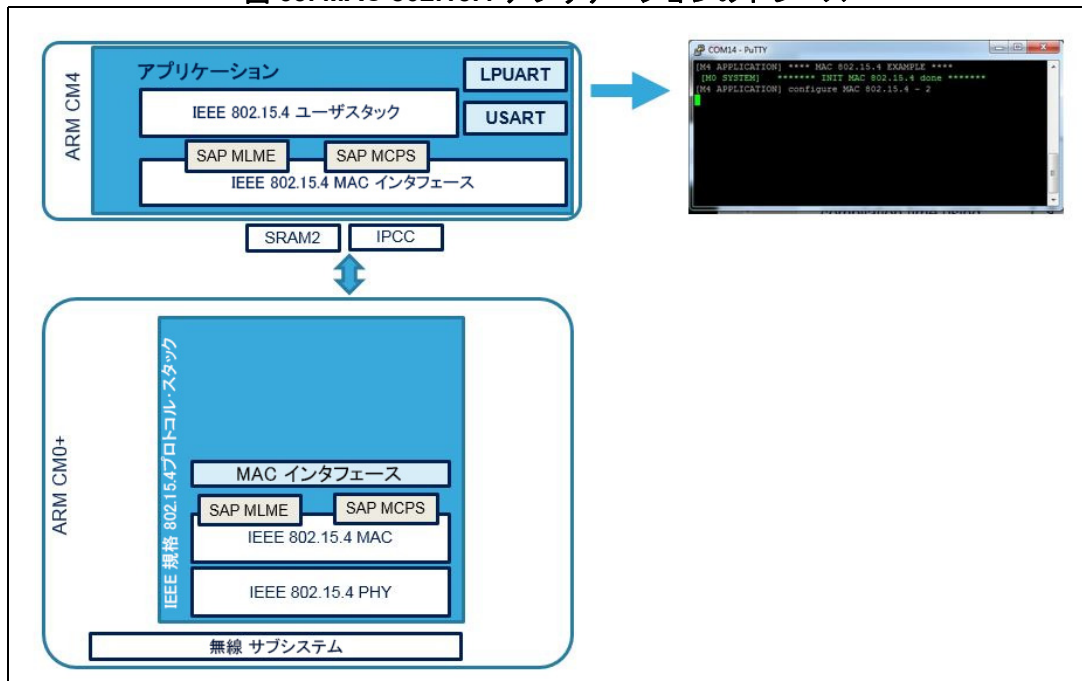 ARM CM4
アプリケーション
LPUART
IEEE 802.15.4 ユーザスタック
USART
SAP MLME
SAP MCPS
IEEE 802.15.4 MAC インタフェース
SRAM2
IPCC
COM14 - PuTTY
[M4 APPLICATION] **** MAC 802.15.4 EXAMPLE ****
[M0 SYSTEM] ******* INIT MAC 802.15.4 done *******
[M4 APPLICATION] configure MAC 802.15.4 - 2
ARM CM0+
IEEE 規格 802.15.4プロトコル・スタック
MAC インタフェース
SAP MLME
SAP MCPS
IEEE 802.15.4 MAC
IEEE 802.15.4 PHY
無線 サブシステム